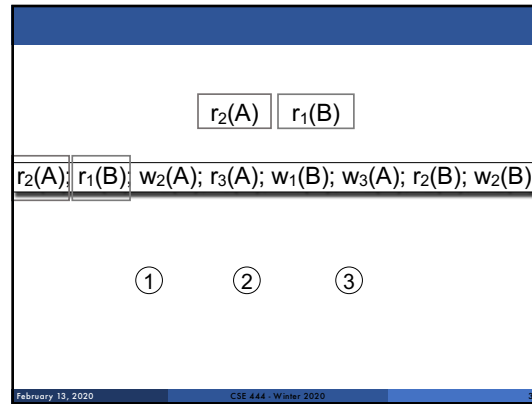 r₂(A) r₁(B)
r₂(A); r₁(B); w₂(A); r₃(A); w₁(B); w₃(A); r₂(B); w₂(B)
1 2 3
February 13, 2020 CSE 444 - Winter 2020